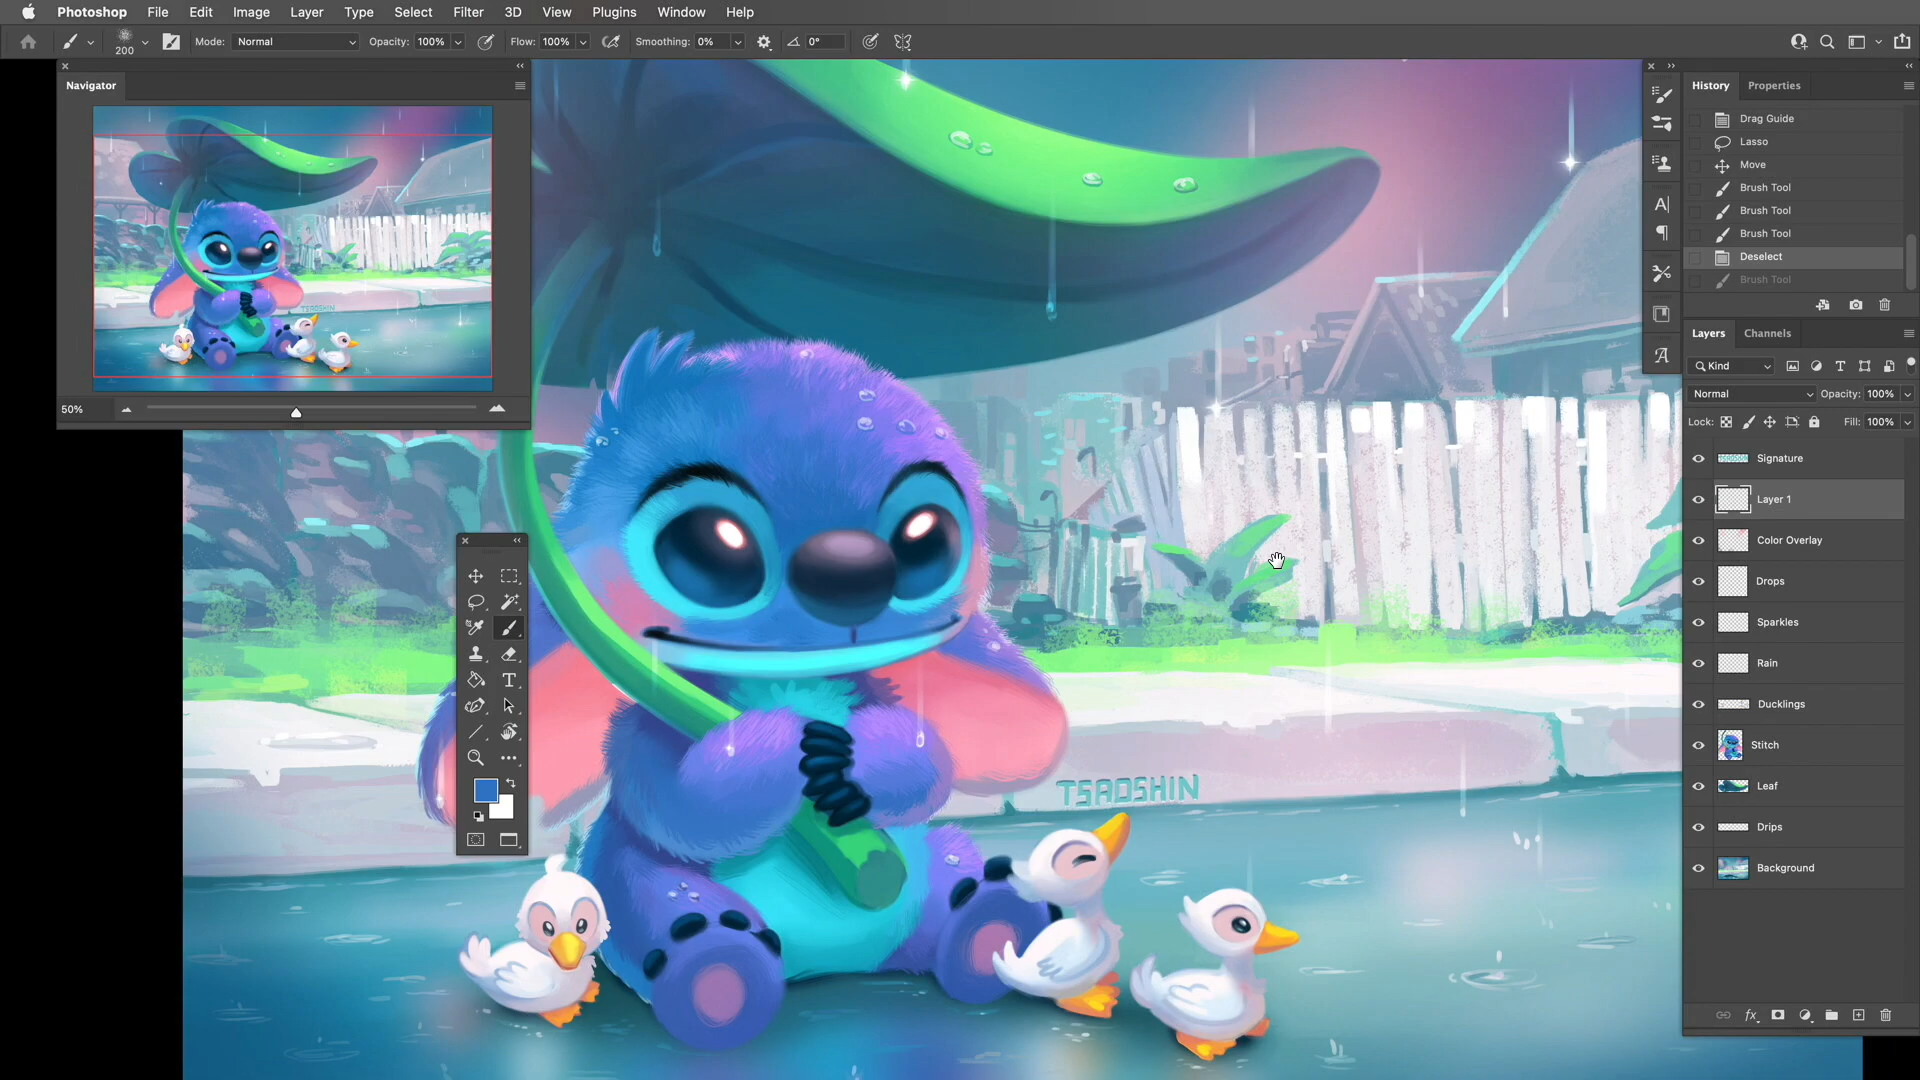 Photoshop File Edit Image Layer Type Select Filter 3D View Plugins Window Help
200 Mode: Normal Opacity: 100% Flow: 100% Smoothing: 0% 0°
Navigator
50%
History Properties
Drag Guide
Lasso
Move
Brush Tool
Brush Tool
Brush Tool
Deselect
Brush Tool
Layers Channels
Kind
Normal Opacity: 100%
Lock: Fill: 100%
Signature
Layer 1
Color Overlay
Drops
Sparkles
Rain
Ducklings
Stitch
Leaf
Drips
Background
TSAOSHIN